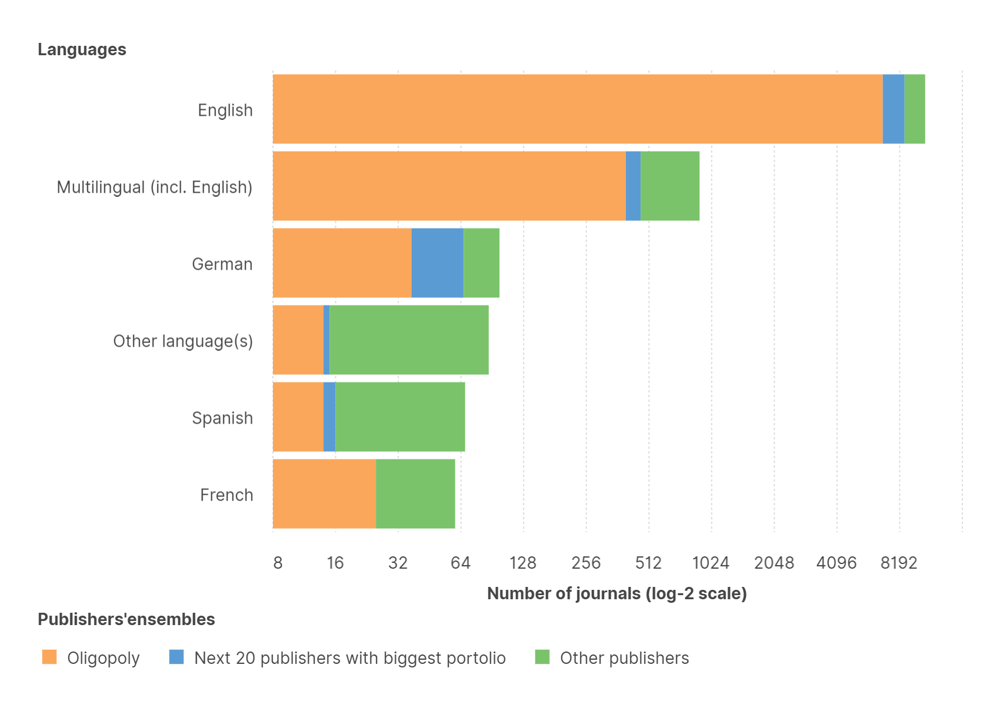 Languages
English
Multilingual (incl. English)
German
Other language(s)
Spanish
French
8 16 32 64 128 256 512 1024 2048 4096 8192
Number of journals (log-2 scale)
Publishers'ensembles
Oligopoly Next 20 publishers with biggest portolio Other publishers